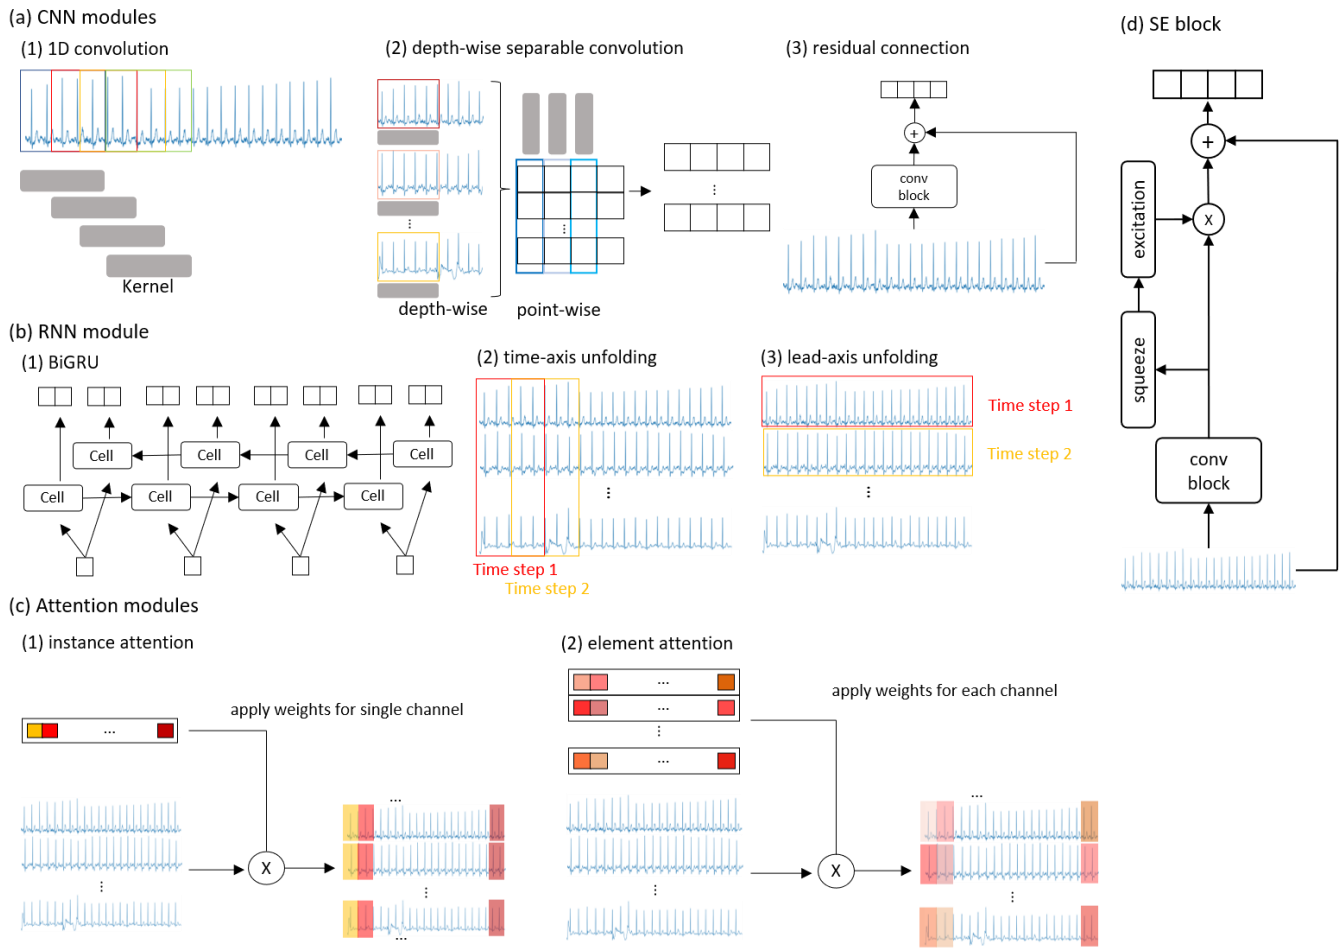 (a) CNN modules
(1) 1D convolution
(2) depth-wise separable convolution
(3) residual connection
+
conv
block
Kernel
depth-wise
point-wise
...
...
...
(b) RNN module
(1) BiGRU
Cell
Cell
Cell
Cell
Cell
Cell
Cell
Cell
(2) time-axis unfolding
...
Time step 1
Time step 2
(3) lead-axis unfolding
Time step 1
Time step 2
...
(c) Attention modules
(1) instance attention
...
apply weights for single channel
...
X
...
...
...
(2) element attention
...
...
...
...
apply weights for each channel
...
X
...
...
(d) SE block
+
X
excitation
squeeze
conv
block